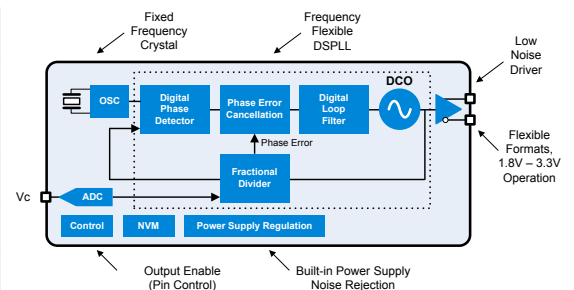 Fixed
Frequency
Crystal
Frequency
Flexible
DSPLL
Low
Noise
Driver
OSC
Digital
Phase
Detector
Phase Error
Cancellation
Digital
Loop
Filter
DCO
Phase Error
Fractional
Divider
Flexible
Formats,
1.8V – 3.3V
Operation
Vc
ADC
Control
NVM
Power Supply Regulation
Output Enable
(Pin Control)
Built-in Power Supply
Noise Rejection